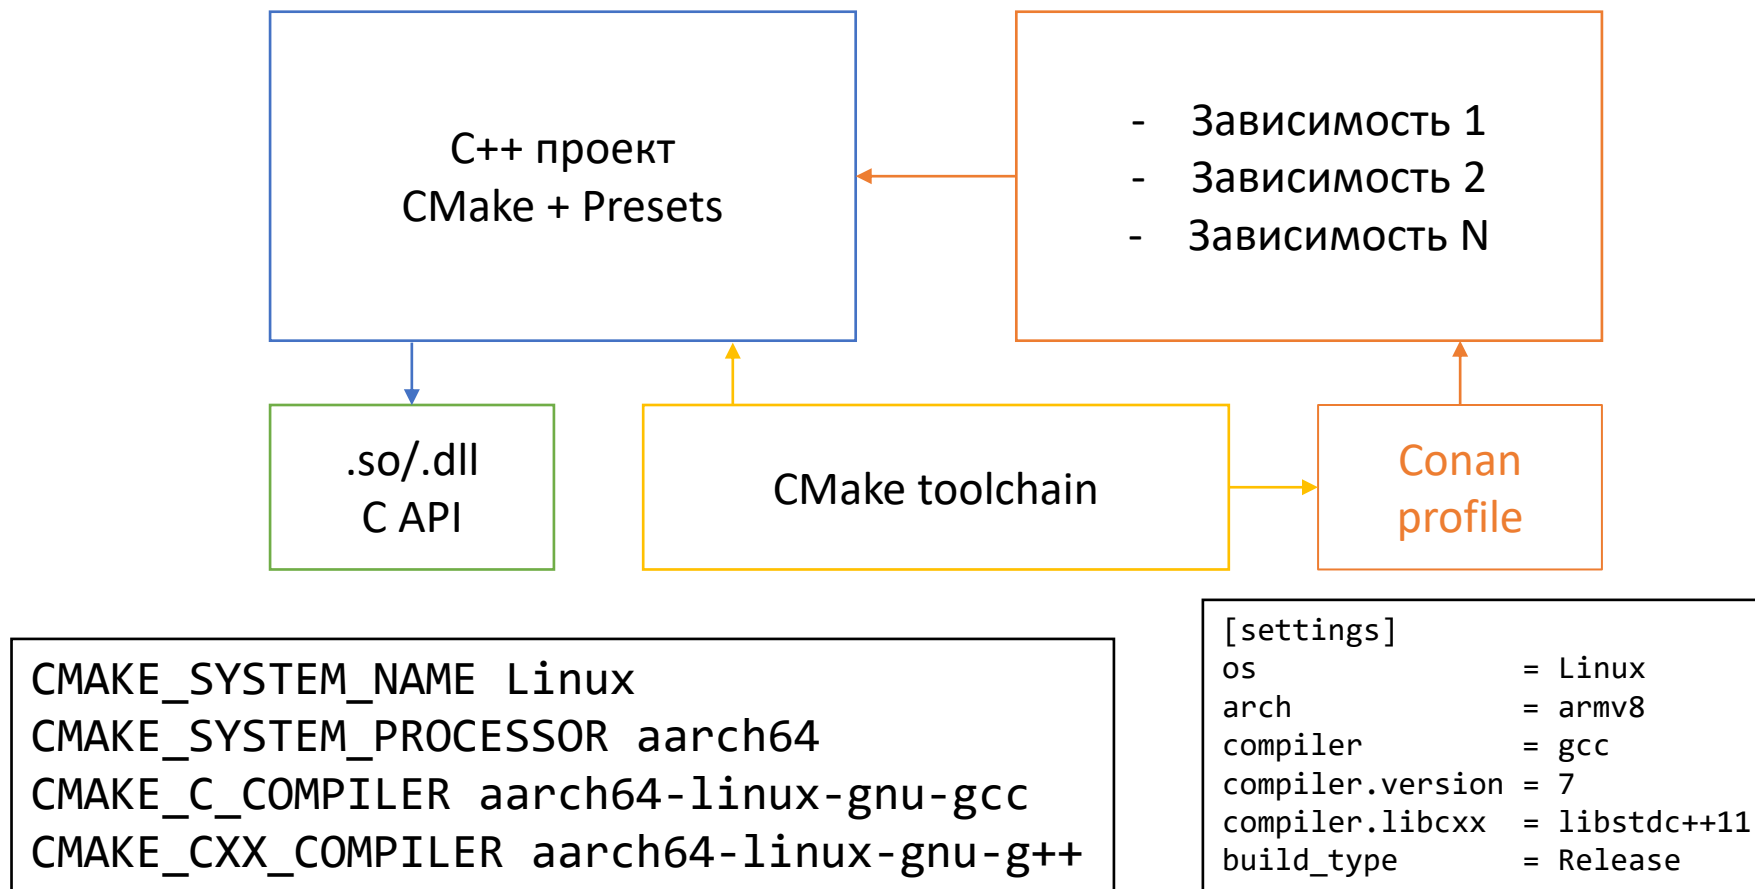 C++ проект
CMake + Presets
- Зависимость 1
- Зависимость 2
- Зависимость N
.so/.dll
C API
CMake toolchain
Conan
profile
CMAKE_SYSTEM_NAME Linux
CMAKE_SYSTEM_PROCESSOR aarch64
CMAKE_C_COMPILER aarch64-linux-gnu-gcc
CMAKE_CXX_COMPILER aarch64-linux-gnu-g++
[settings]
os = Linux
arch = armv8
compiler = gcc
compiler.version = 7
compiler.libcxx = libstdc++11
build_type = Release